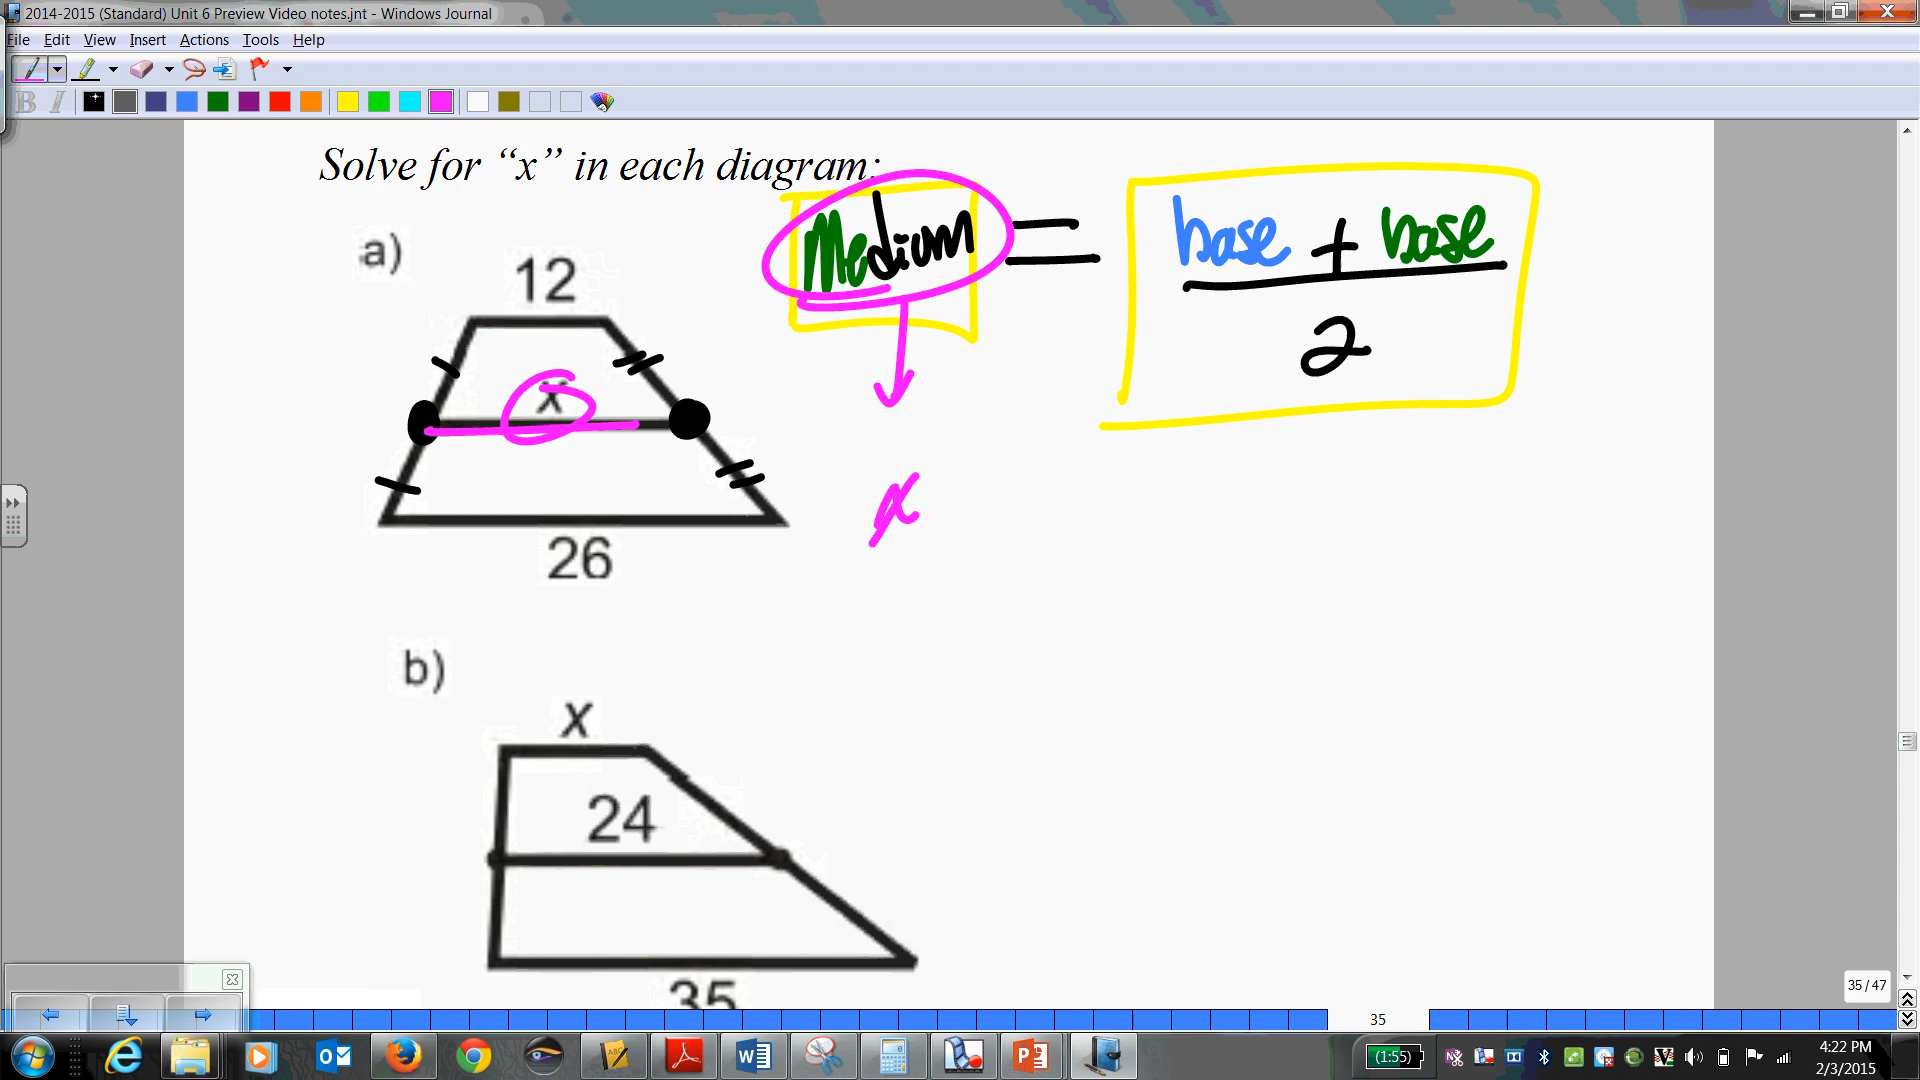 2014-2015 (Standard) Unit 6 Preview Video notes.jnt - Windows Journal
File Edit View Insert Actions Tools Help
B I
Solve for “x” in each diagram:
Medium = base + base
2
a)
12
x
x
26
b)
x
24
35
35 / 47
35
(1:55)
4:22 PM
2/3/2015